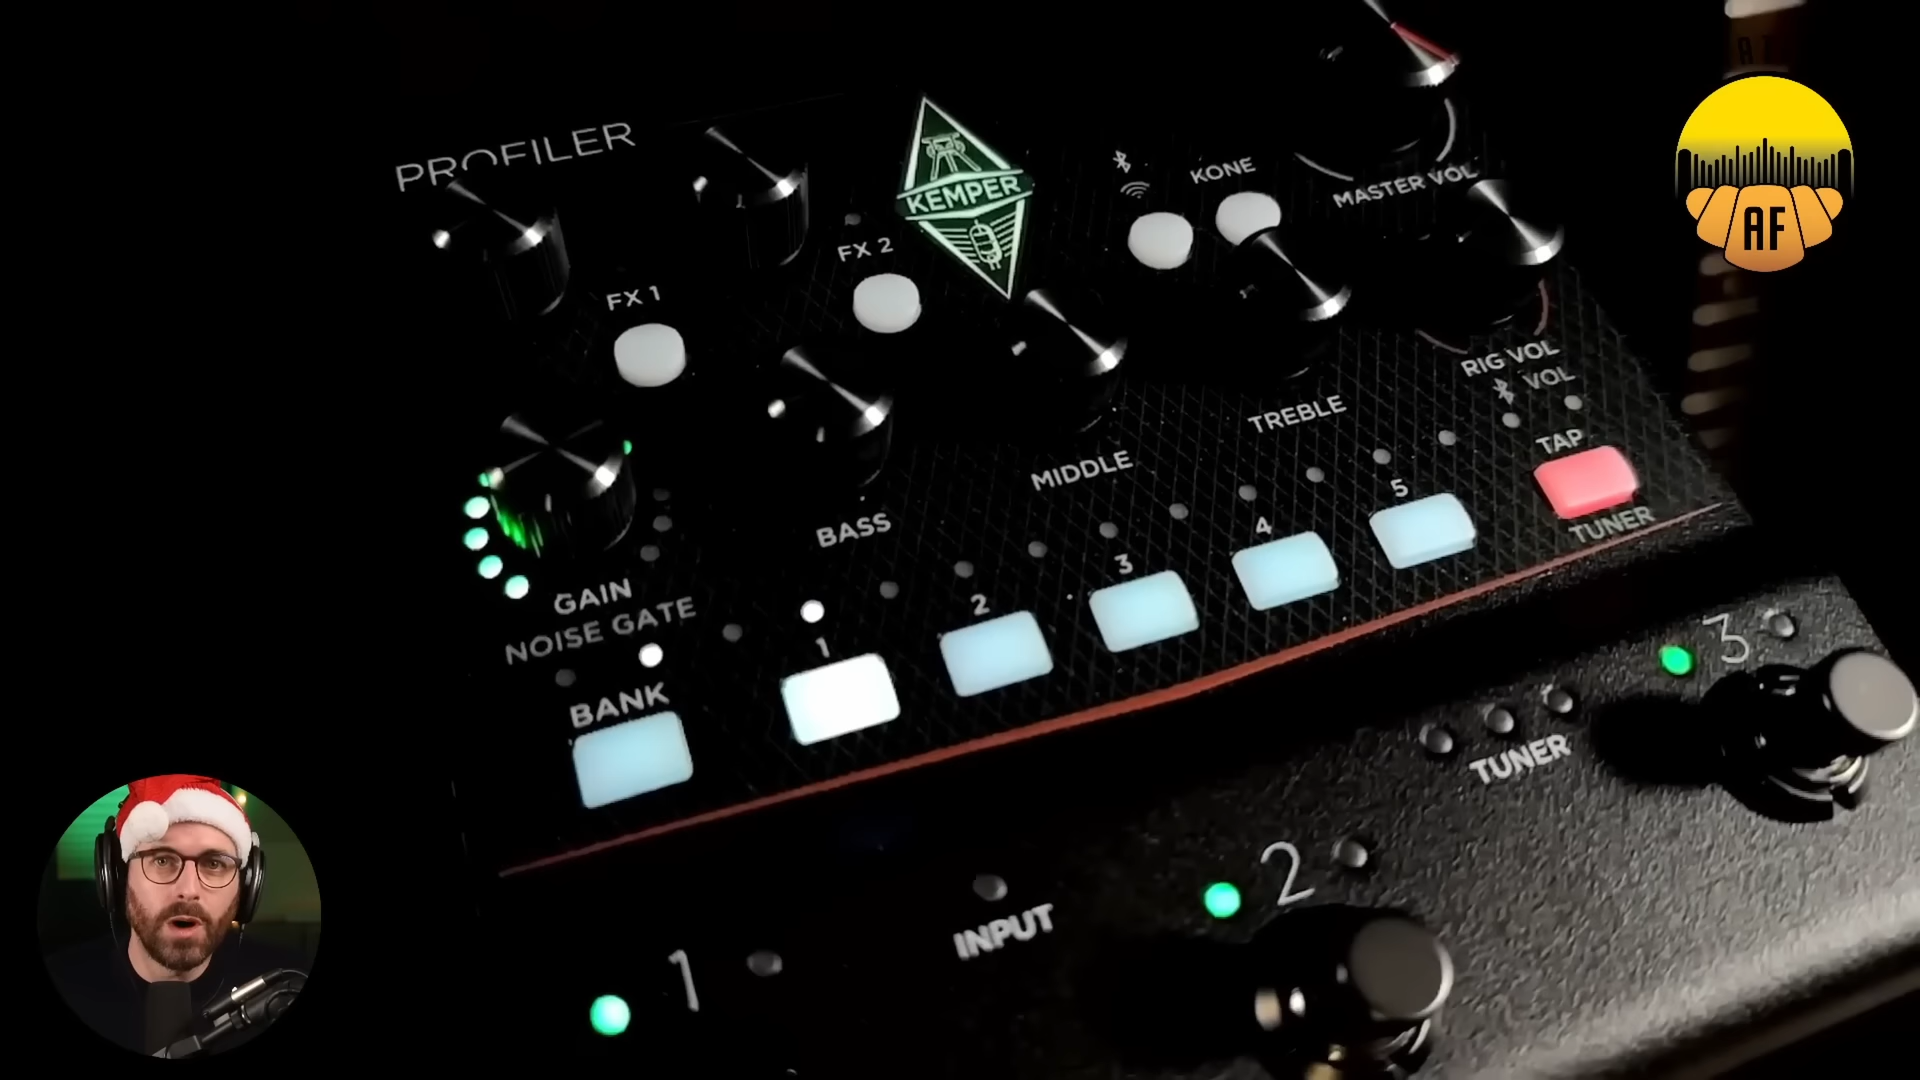 PROFILER
KEMPER
KONE
MASTER VOL
FX 2
FX 1
AF
RIG VOL
VOL
TREBLE
TAP
MIDDLE
5
BASS
4
TUNER
3
GAIN
2
NOISE GATE
1
BANK
3
TUNER
2
INPUT
1